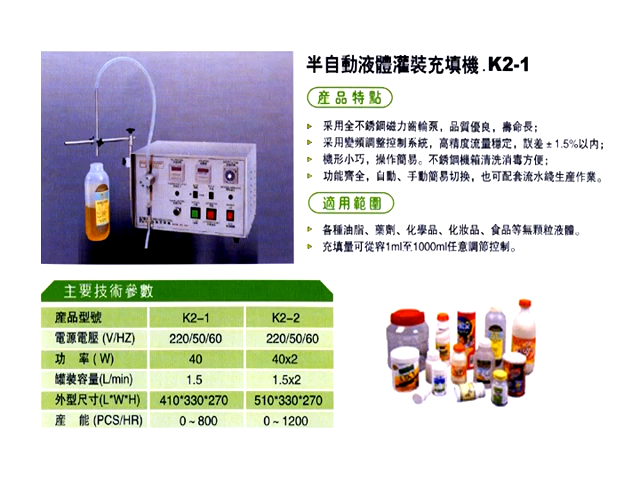 半自動液體灌裝充填機.K2-1
產品特點
采用全不銹鋼磁力齒輪泵，品質優良，壽命長；
采用變頻調整控制系統，高精度流量穩定，誤差±1.5%以內；
機形小巧，操作簡易。不銹鋼機箱清洗消毒方便；
功能齊全，自動、手動簡易切換，也可配套流水綫生産作業。
適用範圍
各種油脂、藥劑、化學品、化妝品、食品等無顆粒液體。
充填量可從容1ml至1000ml任意調節控制。
主要技術參數
産品型號 K2-1 K2-2
電源電壓 (V/HZ) 220/50/60 220/50/60
功 率 ( W) 40 40x2
罐裝容量(L/min) 1.5 1.5x2
外型尺寸(L*W*H) 410*330*270 510*330*270
産 能 (PCS/HR) 0~800 0~1200